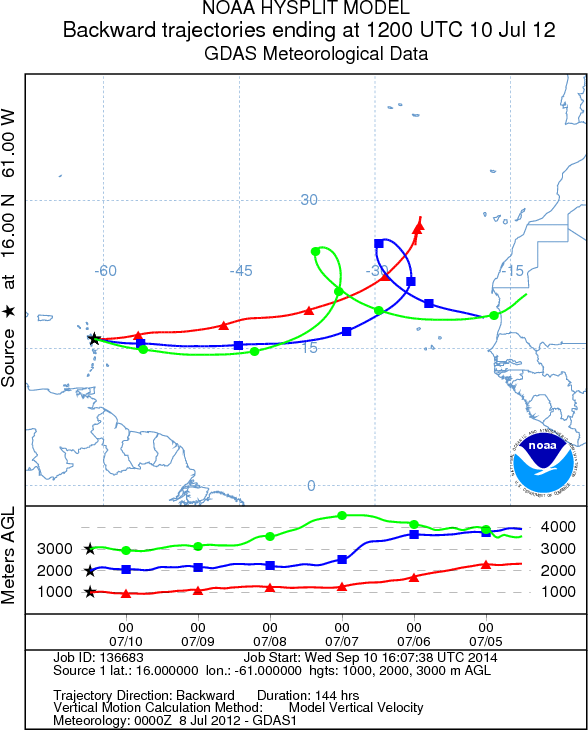 NOAA HYSPLIT MODEL
Backward trajectories ending at 1200 UTC 10 Jul 12
GDAS Meteorological Data
Source ★ at 16.00 N 61.00 W
30
-60 -45 -30 -15
15
0
noaa
Meters AGL
3000 2000 1000
4000 3000 2000 1000
00 00 00 00 00 00
07/10 07/09 07/08 07/07 07/06 07/05
Job ID: 136683 Job Start: Wed Sep 10 16:07:38 UTC 2014
Source 1 lat.: 16.000000 lon.: -61.000000 hgts: 1000, 2000, 3000 m AGL
Trajectory Direction: Backward Duration: 144 hrs
Vertical Motion Calculation Method: Model Vertical Velocity
Meteorology: 0000Z 8 Jul 2012 - GDAS1